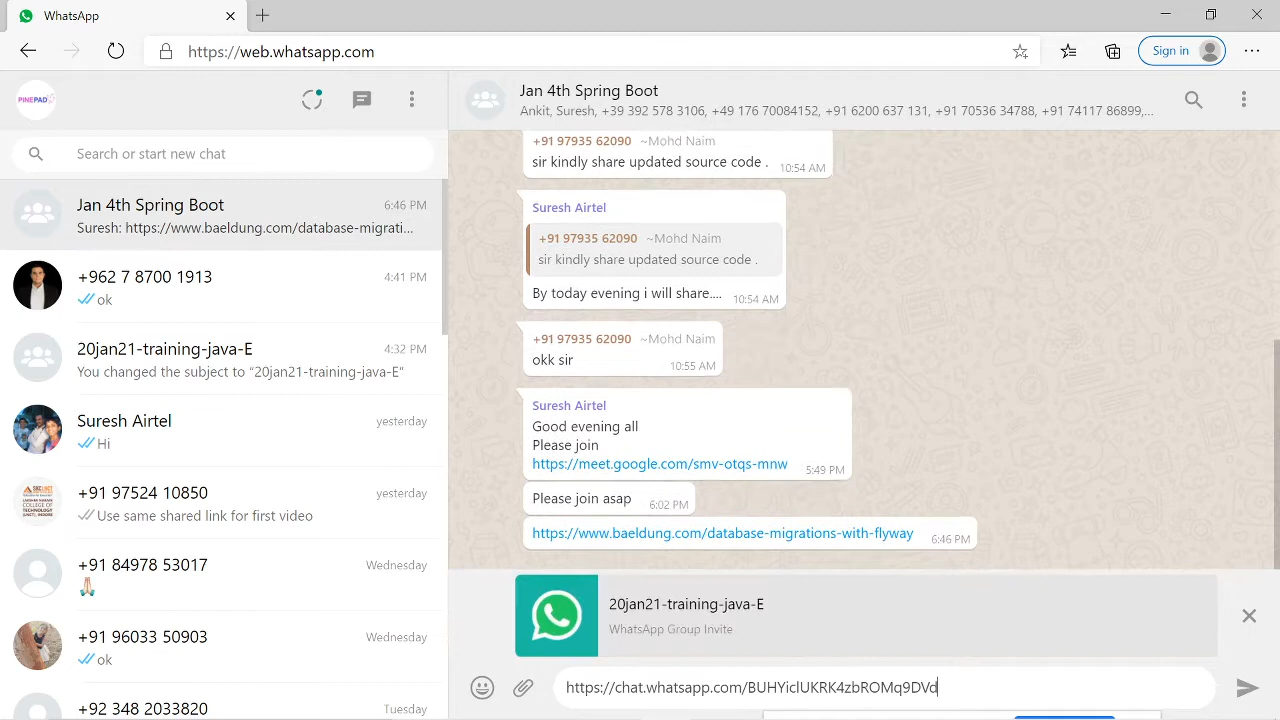 WhatsApp
https://web.whatsapp.com
Sign in
PINEPAD
Search or start new chat
Jan 4th Spring Boot
6:46 PM
Suresh: https://www.baeldung.com/database-migrati...
+962 7 8700 1913
4:41 PM
ok
20jan21-training-java-E
4:32 PM
You changed the subject to “20jan21-training-java-E”
Suresh Airtel
yesterday
Hi
+91 97524 10850
yesterday
Use same shared link for first video
+91 84978 53017
Wednesday
🙏🏻
+91 96033 50903
Wednesday
ok
+92 348 2033820
Tuesday
Jan 4th Spring Boot
Ankit, Suresh, +39 392 578 3106, +49 176 70084152, +91 6200 637 131, +91 70536 34788, +91 74117 86899,...
+91 97935 62090 ~Mohd Naim
sir kindly share updated source code .
10:54 AM
Suresh Airtel
+91 97935 62090 ~Mohd Naim
sir kindly share updated source code .
By today evening i will share....
10:54 AM
+91 97935 62090 ~Mohd Naim
okk sir
10:55 AM
Suresh Airtel
Good evening all
Please join
https://meet.google.com/smv-otqs-mnw
5:49 PM
Please join asap
6:02 PM
https://www.baeldung.com/database-migrations-with-flyway
6:46 PM
20jan21-training-java-E
WhatsApp Group Invite
https://chat.whatsapp.com/BUHYiclUKRK4zbROMq9DVd